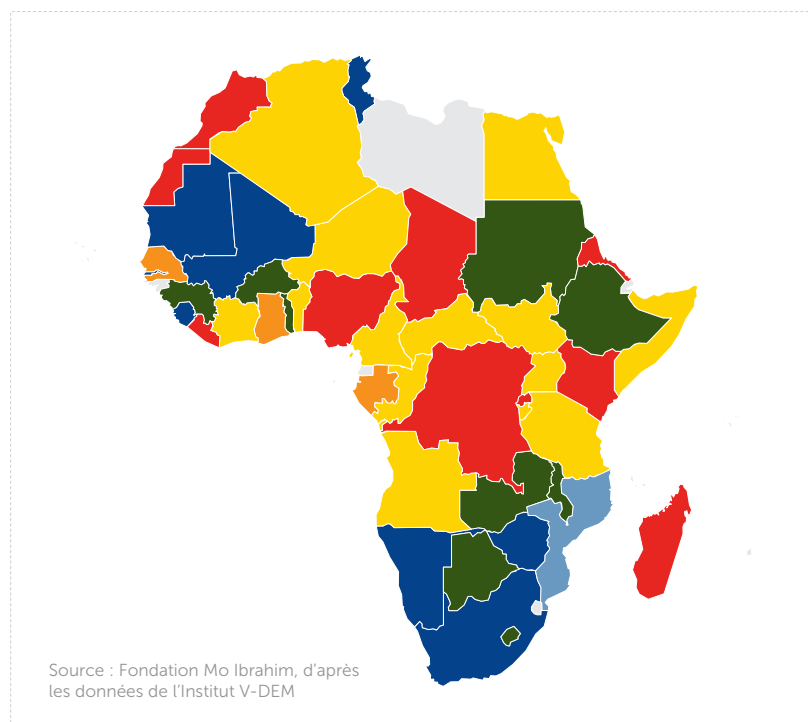 Source : Fondation Mo Ibrahim, d’après
les données de l’Institut V-DEM